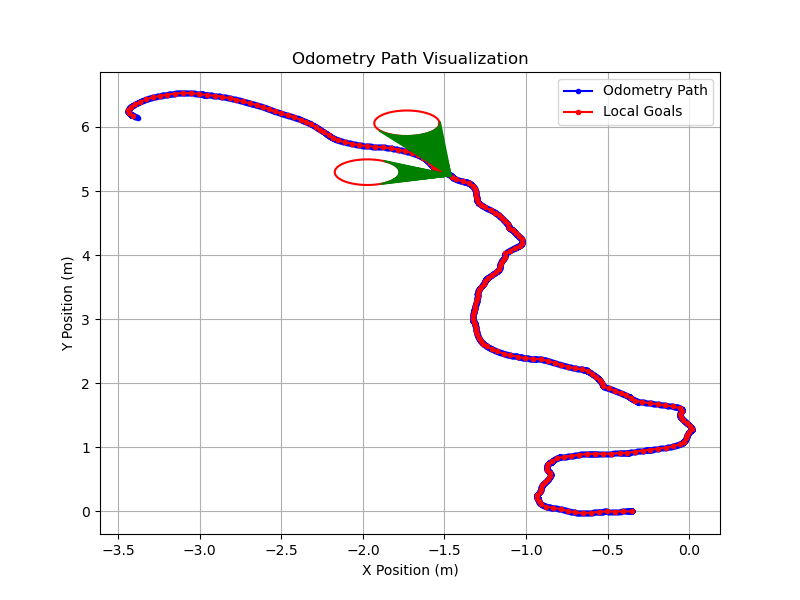 Odometry Path Visualization
Odometry Path
Local Goals
Y Position (m)
6
5
4
3
2
1
0
−3.5 −3.0 −2.5 −2.0 −1.5 −1.0 −0.5 0.0
X Position (m)